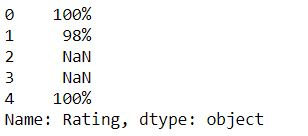 0    100%
1     98%
2     NaN
3     NaN
4    100%
Name: Rating, dtype: object